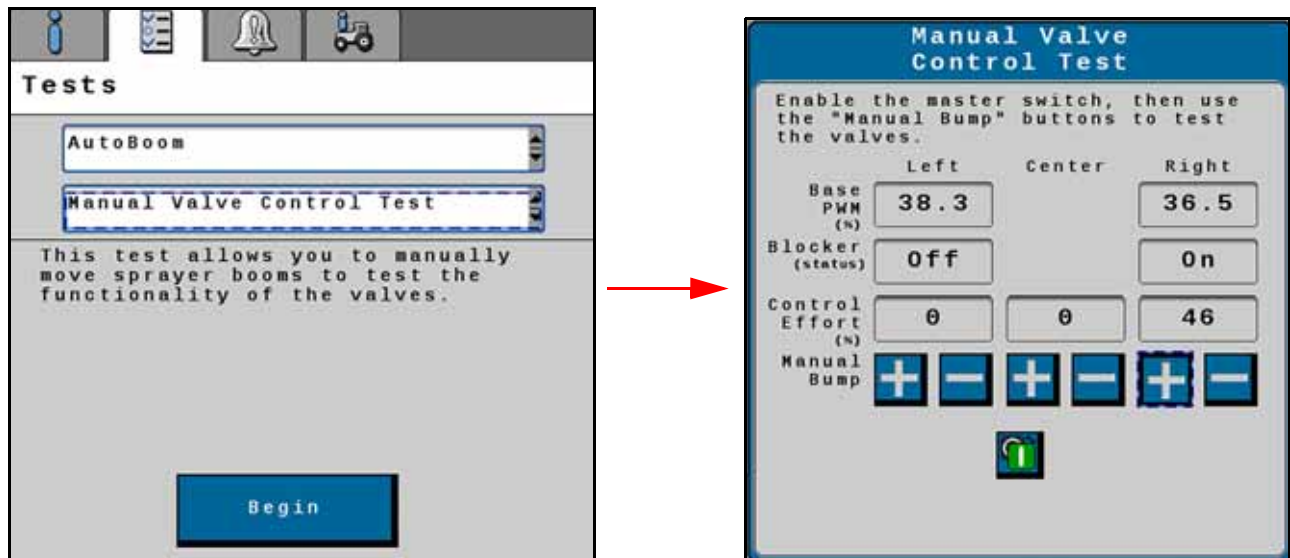 Tests
AutoBoom
Manual Valve Control Test
This test allows you to manually
move sprayer booms to test the
functionality of the valves.
Begin
Manual Valve
Control Test
Enable the master switch, then use
the "Manual Bump" buttons to test
the valves.
Left Center Right
Base
PWM
(%)
38.3 36.5
Blocker
(status)
Off On
Control
Effort
(%)
0 0 46
Manual
Bump
+ - + - + -